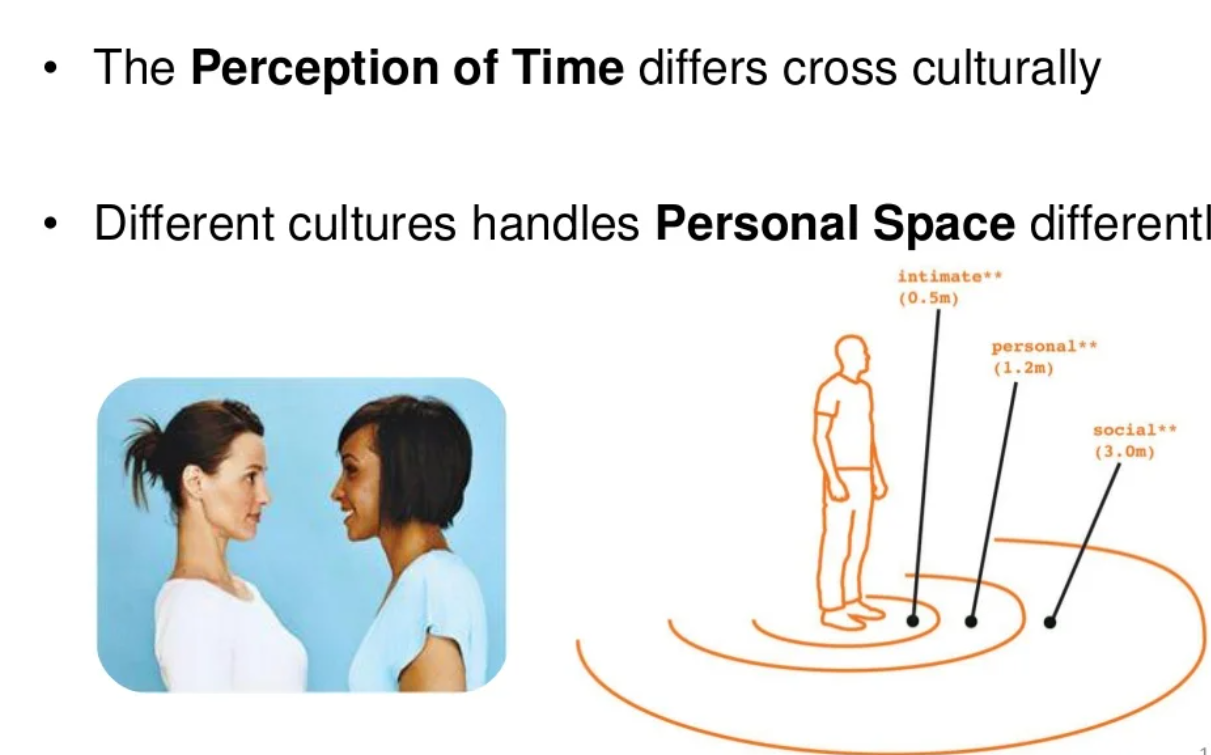 • The Perception of Time differs cross culturally
• Different cultures handles Personal Space differentl
intimate**
(0.5m)
personal**
(1.2m)
social**
(3.0m)
1